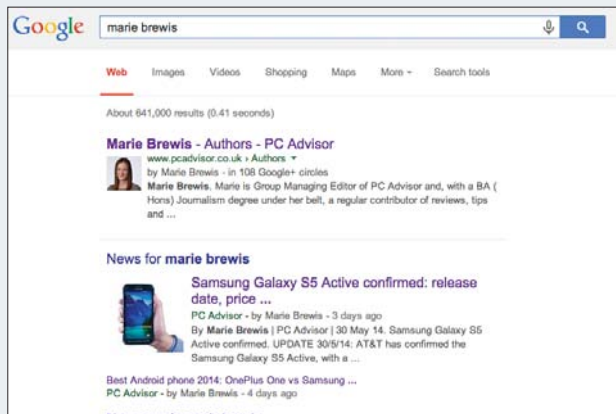 Google marie brewis
Web Images Videos Shopping Maps More Search tools
About 641,000 results (0.41 seconds)
Marie Brewis - Authors - PC Advisor
www.pcadvisor.co.uk › Authors
by Marie Brewis - in 108 Google+ circles
Marie Brewis. Marie is Group Managing Editor of PC Advisor and, with a BA (
Hons) Journalism degree under her belt, a regular contributor of reviews, tips
and ...
News for marie brewis
Samsung Galaxy S5 Active confirmed: release
date, price ...
PC Advisor - by Marie Brewis - 3 days ago
By Marie Brewis | PC Advisor | 30 May 14. Samsung Galaxy S5
Active confirmed. UPDATE 30/5/14: AT&T has confirmed the
Samsung Galaxy S5 Active, with a ...
Best Android phone 2014: OnePlus One vs Samsung ...
PC Advisor - by Marie Brewis - 4 days ago